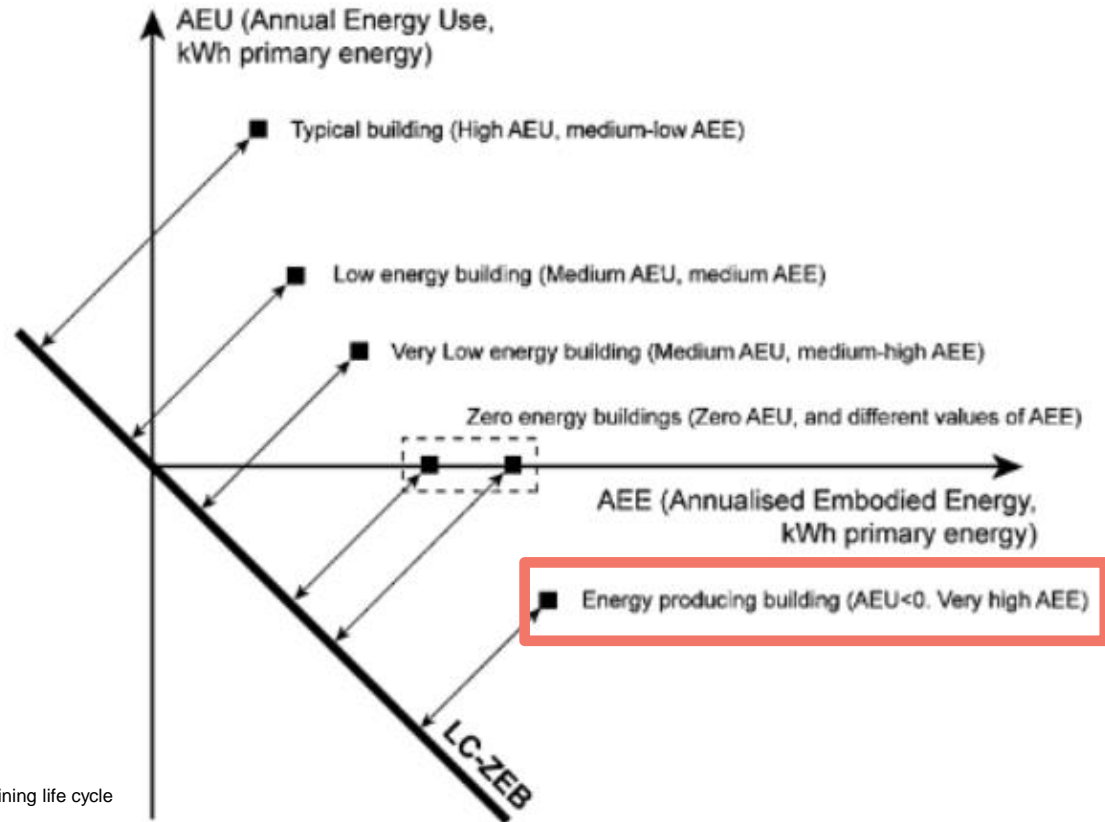 AEU (Annual Energy Use,
kWh primary energy)
Typical building (High AEU, medium-low AEE)
Low energy building (Medium AEU, medium AEE)
Very Low energy building (Medium AEU, medium-high AEE)
Zero energy buildings (Zero AEU, and different values of AEE)
AEE (Annualised Embodied Energy,
kWh primary energy)
Energy producing building (AEU<0. Very high AEE)
LC-ZEB
life cycle